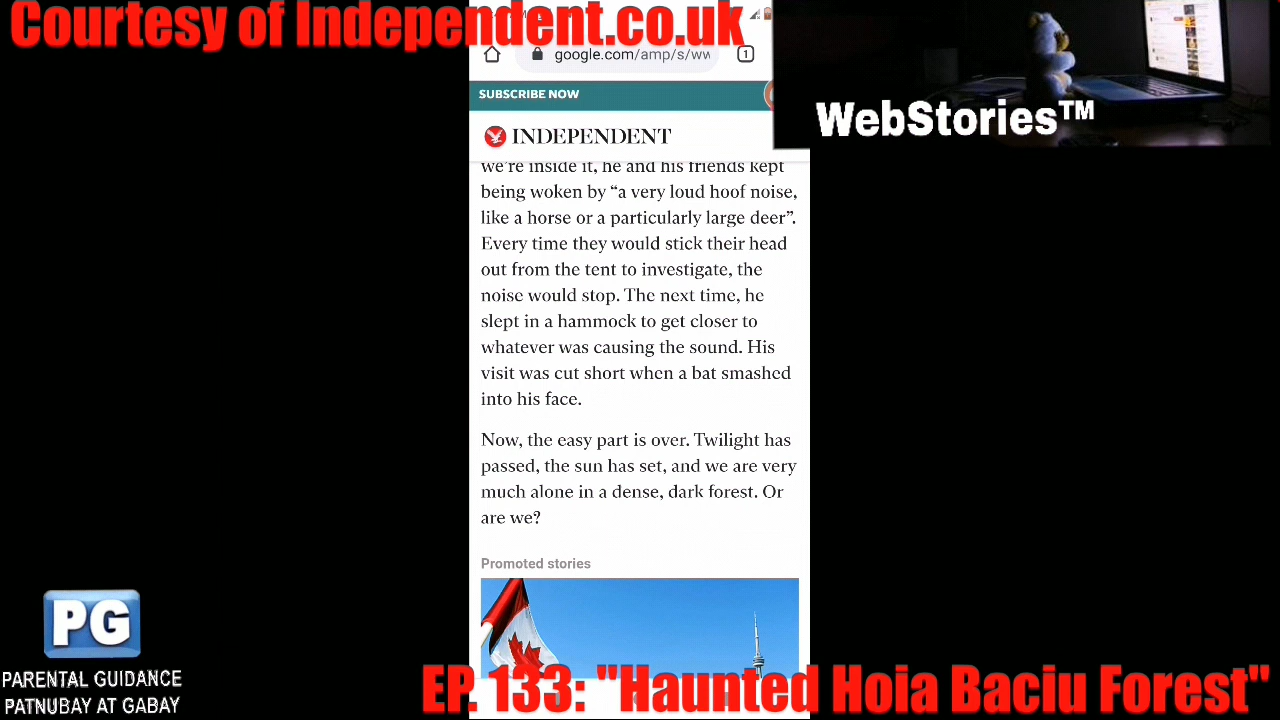 Courtesy of Independent.co.uk
google.com/amp/s/ww
1
SUBSCRIBE NOW
INDEPENDENT
WebStories™
we're inside it, he and his friends kept
being woken by “a very loud hoof noise,
like a horse or a particularly large deer”.
Every time they would stick their head
out from the tent to investigate, the
noise would stop. The next time, he
slept in a hammock to get closer to
whatever was causing the sound. His
visit was cut short when a bat smashed
into his face.
Now, the easy part is over. Twilight has
passed, the sun has set, and we are very
much alone in a dense, dark forest. Or
are we?
Promoted stories
PG
PARENTAL GUIDANCE
PATNUBAY AT GABAY
EP. 133: "Haunted Hoia Baciu Forest"